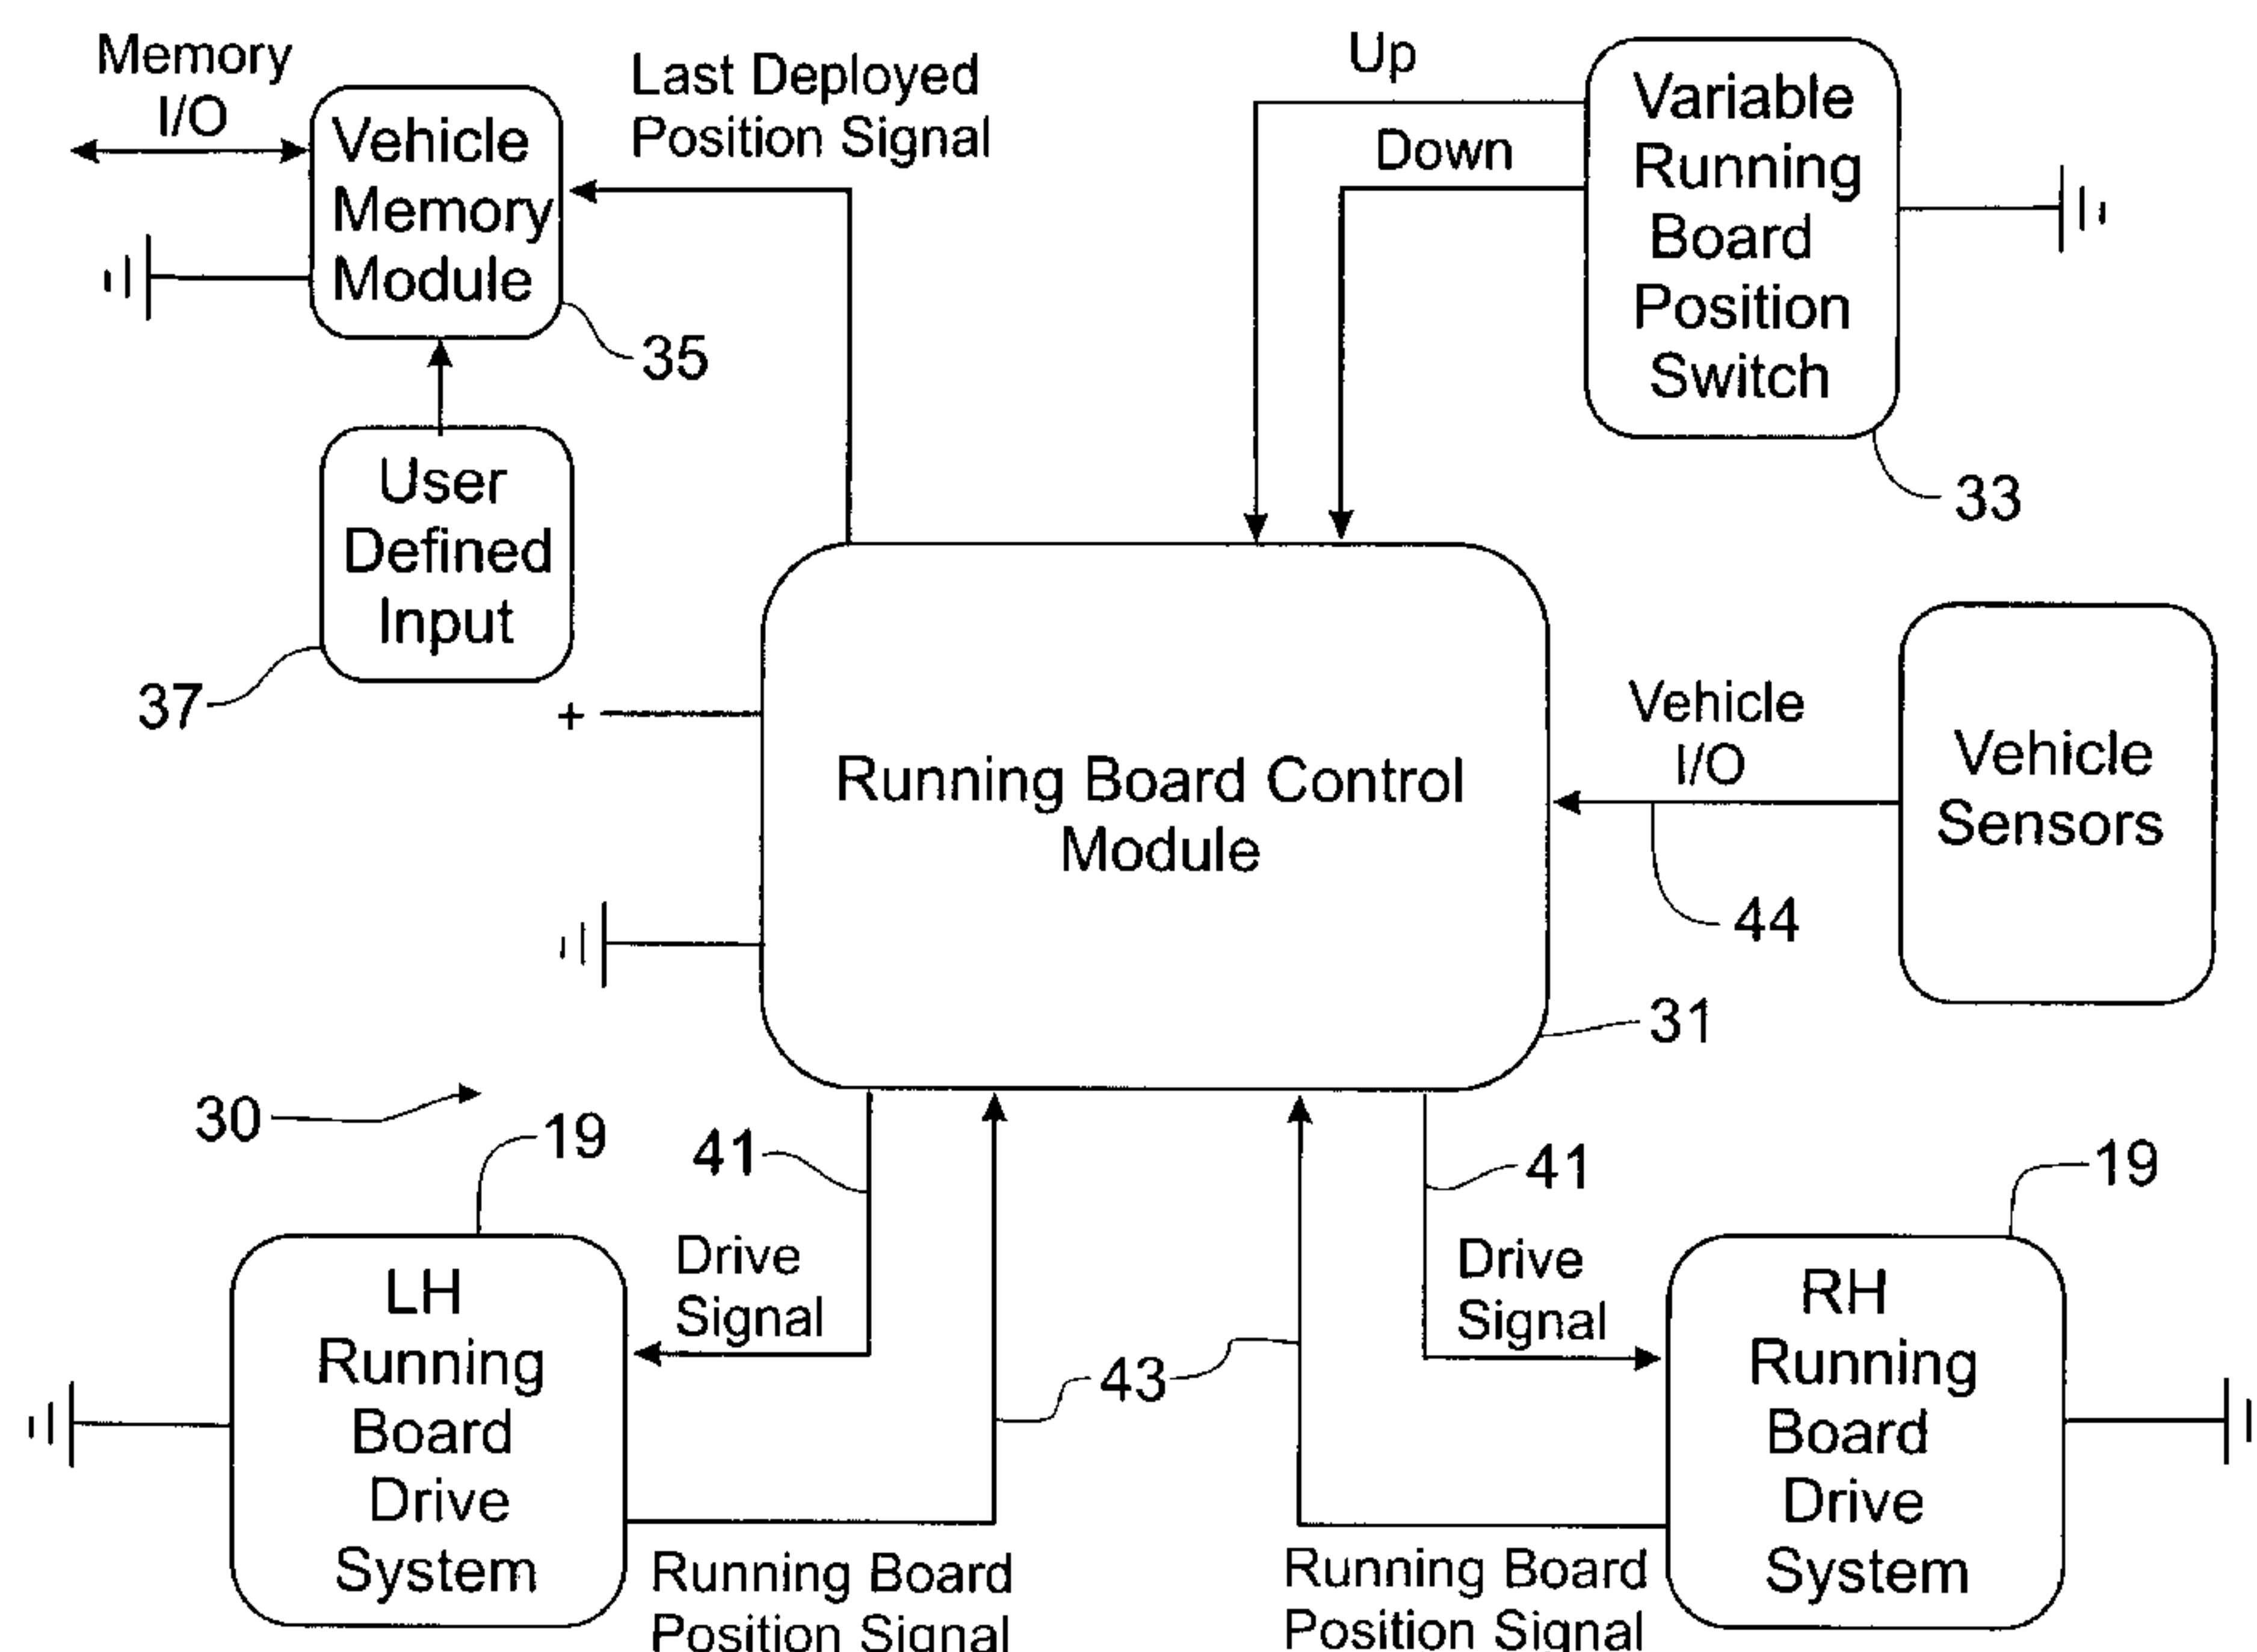 Memory
I/O
Vehicle
Memory
Module
Last Deployed
Position Signal
Up
Down
Variable
Running
Board
Position
Switch
35
33
User
Defined
Input
37
+
Running Board Control
Module
Vehicle
I/O
Vehicle
Sensors
44
31
30
19
41
Drive
Signal
LH
Running
Board
Drive
System
Running Board
Position Signal
43
41
Drive
Signal
19
RH
Running
Board
Drive
System
Running Board
Position Signal